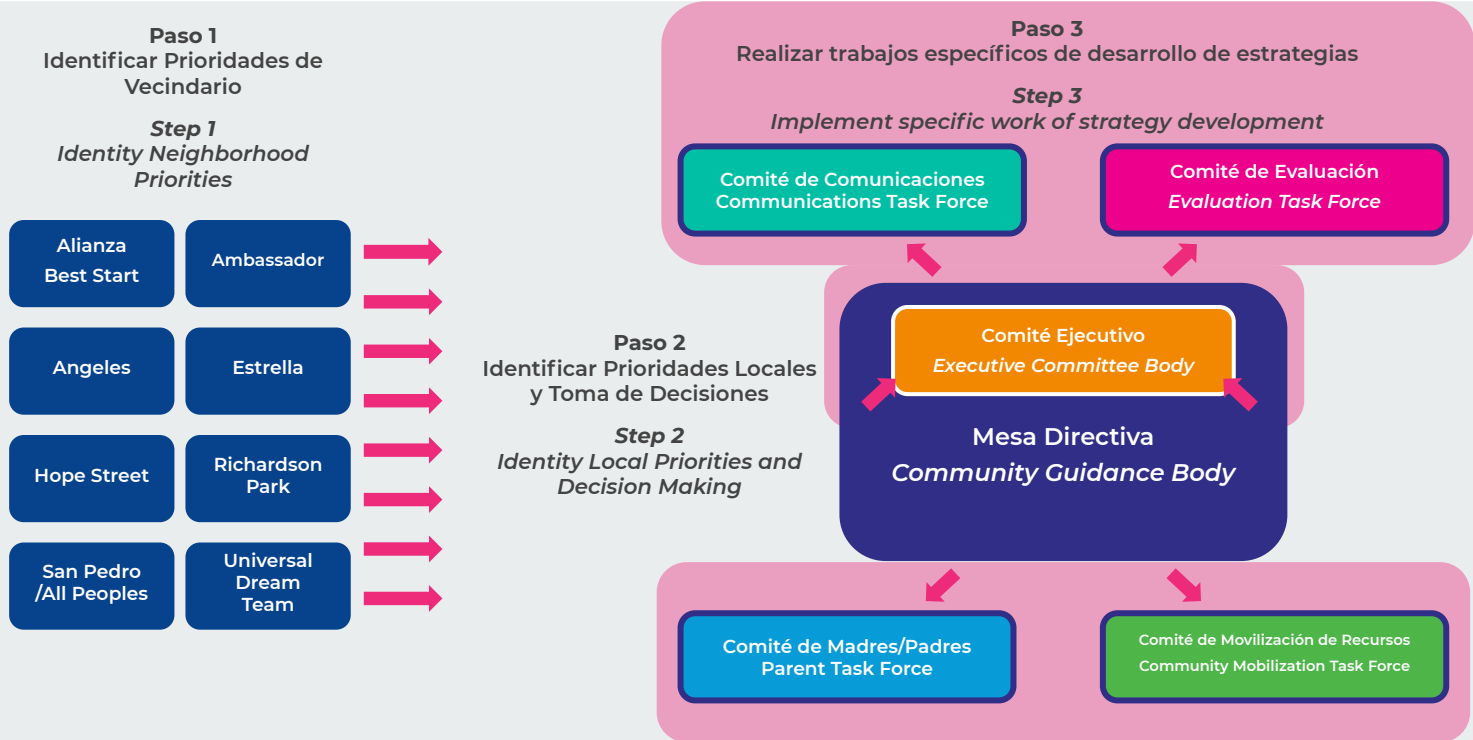 Paso 1
Identificar Prioridades de
Vecindario
Step 1
Identity Neighborhood
Priorities
Alianza
Best Start
Ambassador
Angeles
Estrella
Hope Street
Richardson
Park
San Pedro
/All Peoples
Universal
Dream
Team
Paso 2
Identificar Prioridades Locales
y Toma de Decisiones
Step 2
Identity Local Priorities and
Decision Making
Paso 3
Realizar trabajos específicos de desarrollo de estrategias
Step 3
Implement specific work of strategy development
Comité de Comunicaciones
Communications Task Force
Comité de Evaluación
Evaluation Task Force
Comité Ejecutivo
Executive Committee Body
Mesa Directiva
Community Guidance Body
Comité de Madres/Padres
Parent Task Force
Comité de Movilización de Recursos
Community Mobilization Task Force